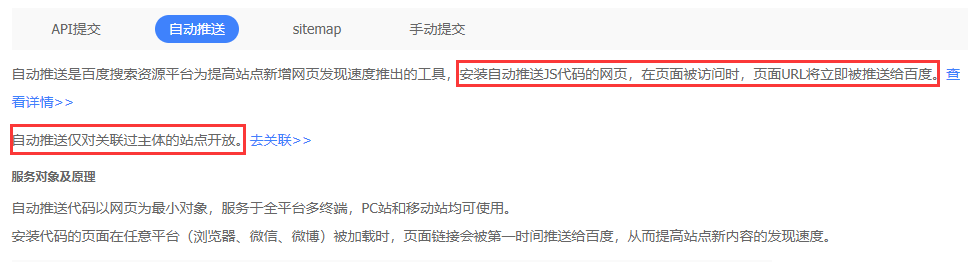 API提交 自动推送 sitemap 手动提交
自动推送是百度搜索资源平台为提高站点新增网页发现速度推出的工具，安装自动推送JS代码的网页，在页面被访问时，页面URL将立即被推送给百度。查
看详情>>
自动推送仅对关联过主体的站点开放。去关联>>
服务对象及原理
自动推送代码以网页为最小对象，服务于全平台多终端，PC站和移动站均可使用。
安装代码的页面在任意平台（浏览器、微信、微博）被加载时，页面链接会被第一时间推送给百度，从而提高站点新内容的发现速度。